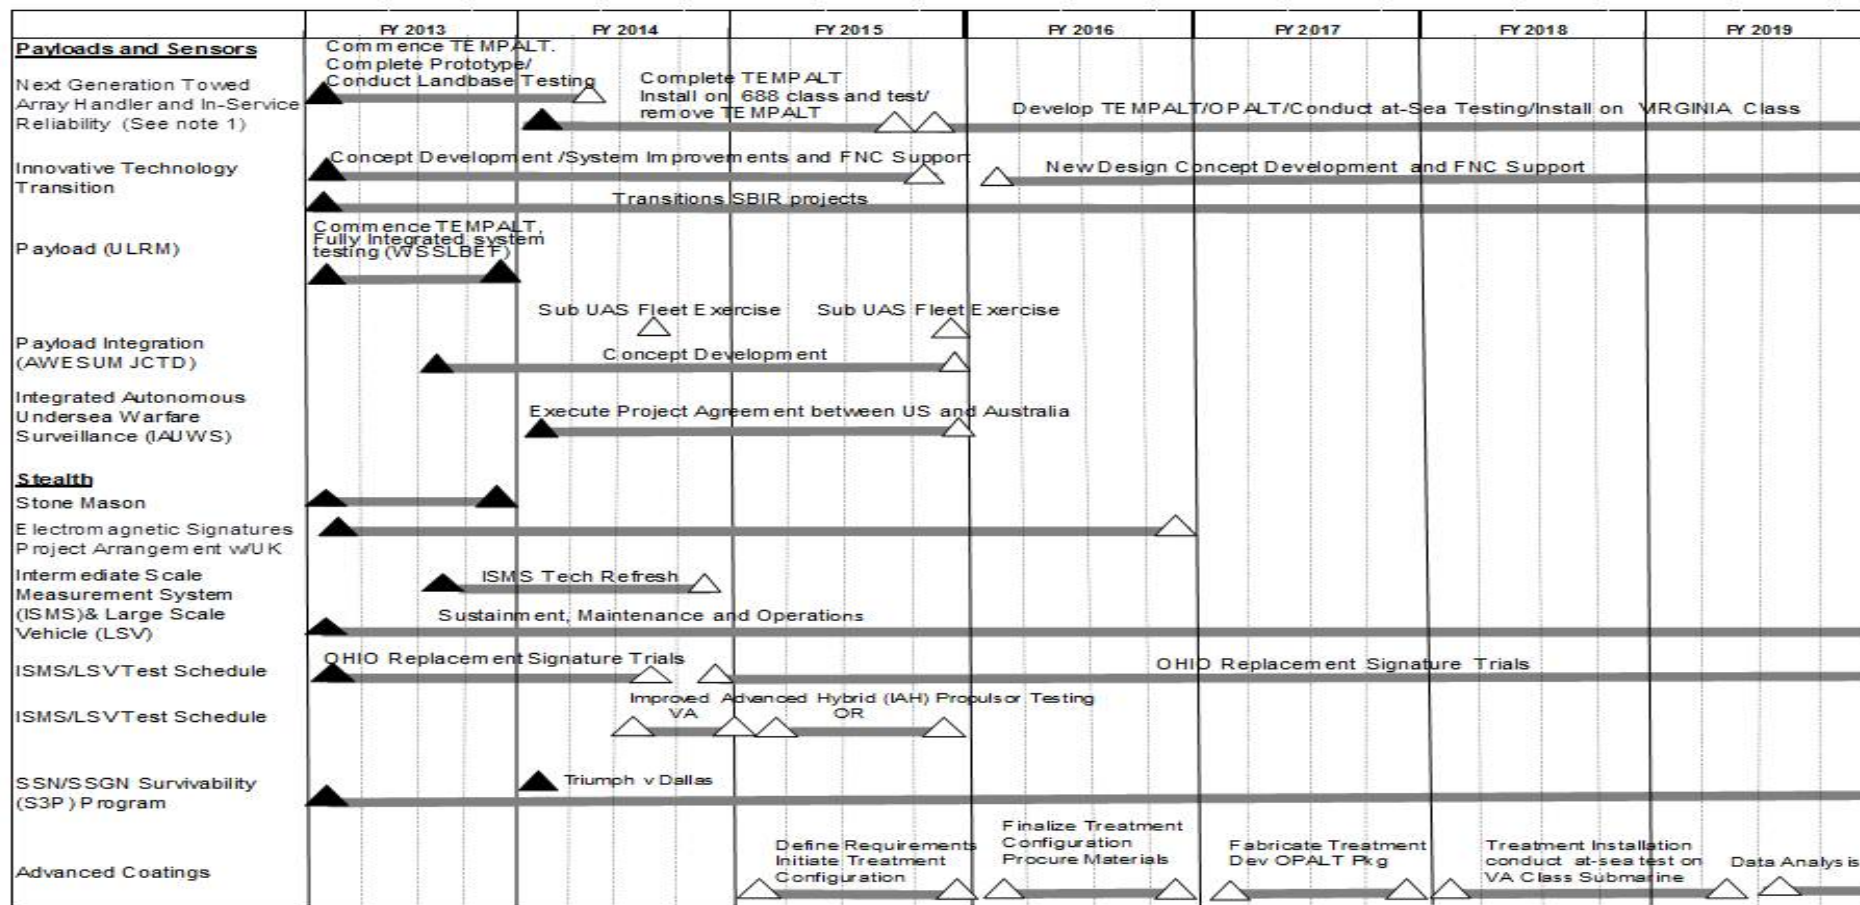 FY 2013 FY 2014 FY 2015 FY 2016 FY 2017 FY 2018 FY 2019
Payloads and Sensors
Next Generation Towed
Array Handler and In-Service
Reliability (See note 1)
Commence TEMPALT.
Complete Prototype/
Conduct Landbase Testing
Complete TEMPALT
Install on 688 class and test/
remove TEMPALT
Develop TEMPALT/OPALT/Conduct at-Sea Testing/Install on VIRGINIA Class
Innovative Technology
Transition
Concept Development /System Improvements and FNC Support
New Design Concept Development and FNC Support
Transitions SBIR projects
Payload (ULRM)
Commence TEMPALT,
Fully Integrated system
testing (WSSLBEF)
Sub UAS Fleet Exercise
Sub UAS Fleet Exercise
Payload Integration
(AWESUM JCTD)
Concept Development
Integrated Autonomous
Undersea Warfare
Surveillance (IAUWS)
Execute Project Agreement between US and Australia
Stealth
Stone Mason
Electromagnetic Signatures
Project Arrangement w/UK
Intermediate Scale
Measurement System
(ISMS)& Large Scale
Vehicle (LSV)
ISMS Tech Refresh
Sustainment, Maintenance and Operations
ISMS/LSV Test Schedule
OHIO Replacement Signature Trials
OHIO Replacement Signature Trials
ISMS/LSV Test Schedule
Improved Advanced Hybrid (IAH) Propulsor Testing
VA
OR
SSN/SSGN Survivability
(S3P) Program
Triumph v Dallas
Advanced Coatings
Define Requirements
Initiate Treatment
Configuration
Finalize Treatment
Configuration
Procure Materials
Fabricate Treatment
Dev OPALT Pkg
Treatment Installation
conduct at-sea test on
VA Class Submarine
Data Analysis